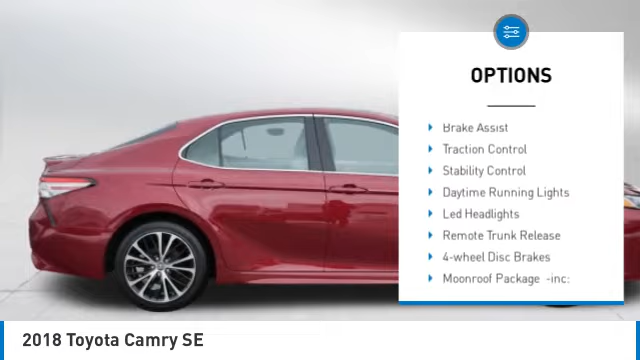 OPTIONS
Brake Assist
Traction Control
Stability Control
Daytime Running Lights
Led Headlights
Remote Trunk Release
4-wheel Disc Brakes
Moonroof Package -inc:
2018 Toyota Camry SE